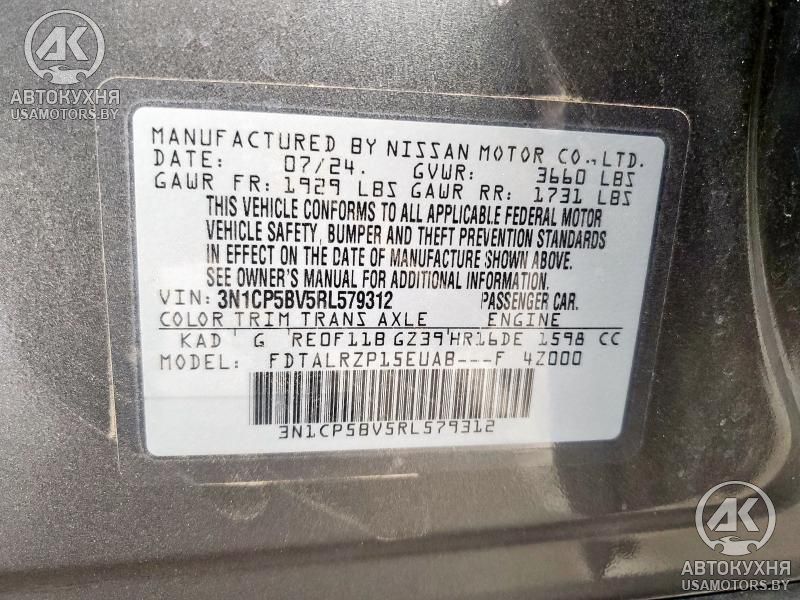 AK
АВТОКУХНЯ
USAMOTORS.BY
MANUFACTURED BY NISSAN MOTOR CO., LTD.
DATE: 07/24. GVWR: 3660 LBS
GAWR FR: 1929 LBS GAWR RR: 1731 LBS
THIS VEHICLE CONFORMS TO ALL APPLICABLE FEDERAL MOTOR
VEHICLE SAFETY, BUMPER AND THEFT PREVENTION STANDARDS
IN EFFECT ON THE DATE OF MANUFACTURE SHOWN ABOVE.
SEE OWNER'S MANUAL FOR ADDITIONAL INFORMATION.
VIN: 3N1CP5BV5RL579312 PASSENGER CAR.
COLOR TRIM TRANS AXLE ENGINE
KAD G RE0F11B GZ39 HR16DE 1598 CC
MODEL: FDTALRZP15EUAB---F 4Z000
3N1CP5BV5RL579312
AK
АВТОКУХНЯ
USAMOTORS.BY